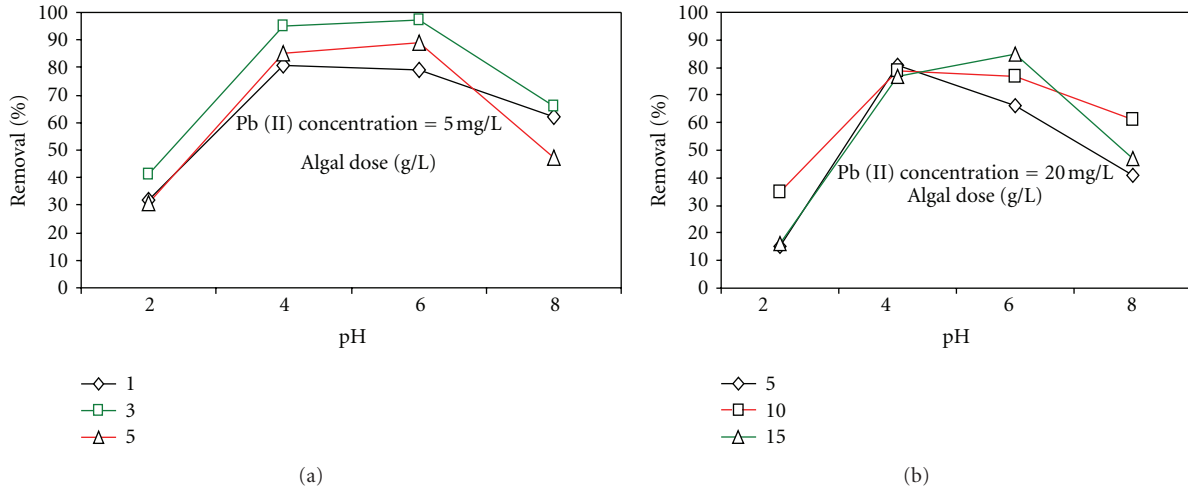 100
90
80
70
60
50
40
30
20
10
0
Removal (%)
Pb (II) concentration = 5 mg/L
Algal dose (g/L)
2 4 6 8
pH
1
3
5
(a)
100
90
80
70
60
50
40
30
20
10
0
Removal (%)
Pb (II) concentration = 20 mg/L
Algal dose (g/L)
2 4 6 8
pH
5
10
15
(b)